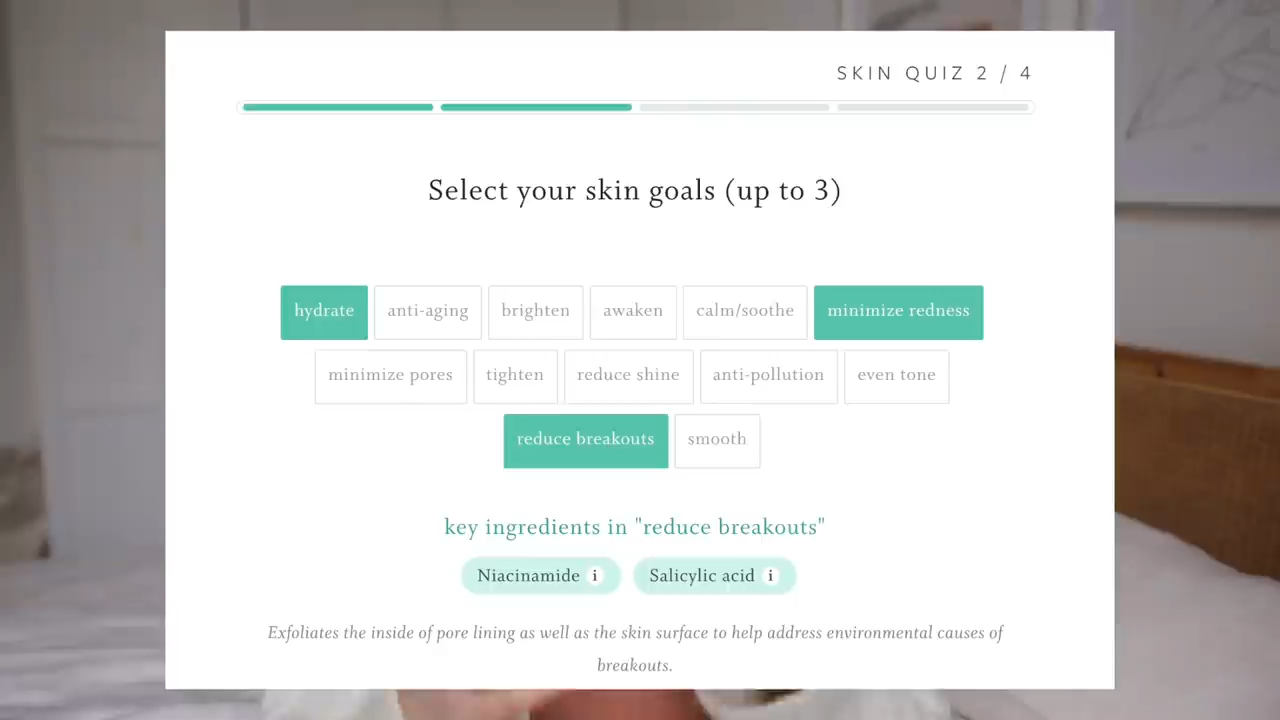 SKIN QUIZ 2 / 4
Select your skin goals (up to 3)
hydrate anti-aging brighten awaken calm/soothe minimize redness
minimize pores tighten reduce shine anti-pollution even tone
reduce breakouts smooth
key ingredients in "reduce breakouts"
Niacinamide i Salicylic acid i
Exfoliates the inside of pore lining as well as the skin surface to help address environmental causes of
breakouts.